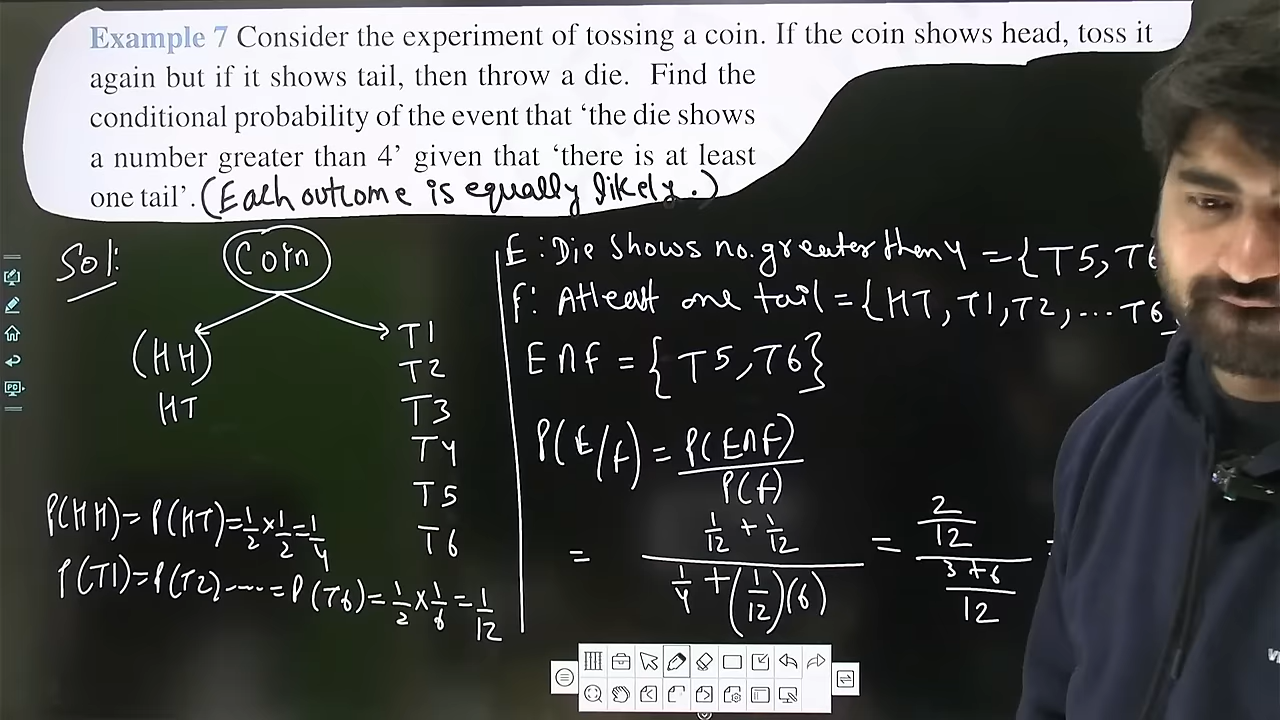 Example 7 Consider the experiment of tossing a coin. If the coin shows head, toss it
again but if it shows tail, then throw a die. Find the
conditional probability of the event that ‘the die shows
a number greater than 4’ given that ‘there is at least
one tail’. (Each outcome is equally likely.)
Sol:
Coin
(HH)
HT
T1
T2
T3
T4
T5
T6
P(HH) = P(HT) = 1/2 × 1/2 = 1/4
P(T1) = P(T2) ---- = P(T6) = 1/2 × 1/6 = 1/12
E : Die shows no. greater then 4 = {T5, T6
F : Atleast one tail = {HT, T1, T2, ... T6
E ∩ F = {T5, T6}
P(E/F) = P(E∩F)/P(F)
= (1/12 + 1/12)/(1/4 + (1/12)(6)) = (2/12)/((3+6)/12) =